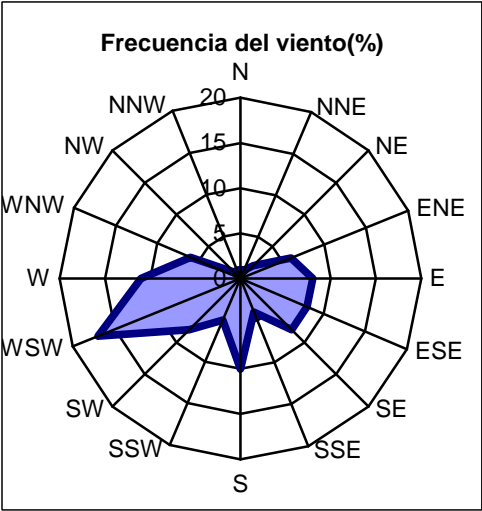 Frecuencia del viento(%)
N
NNE
NE
ENE
E
ESE
SE
SSE
S
SSW
SW
WSW
W
WNW
NW
NNW
20
15
10
5
0